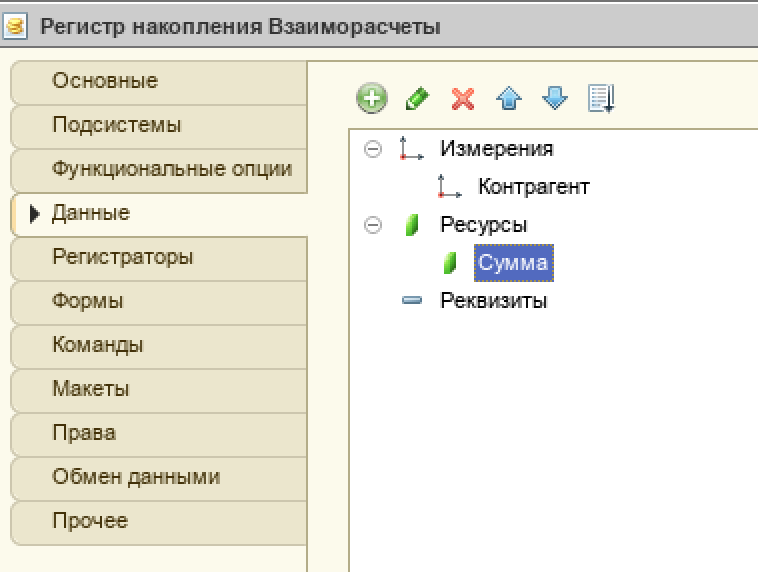 Регистр накопления Взаиморасчеты
Основные
Подсистемы
Функциональные опции
Данные
Регистраторы
Формы
Команды
Макеты
Права
Обмен данными
Прочее
Измерения
Контрагент
Ресурсы
Сумма
Реквизиты